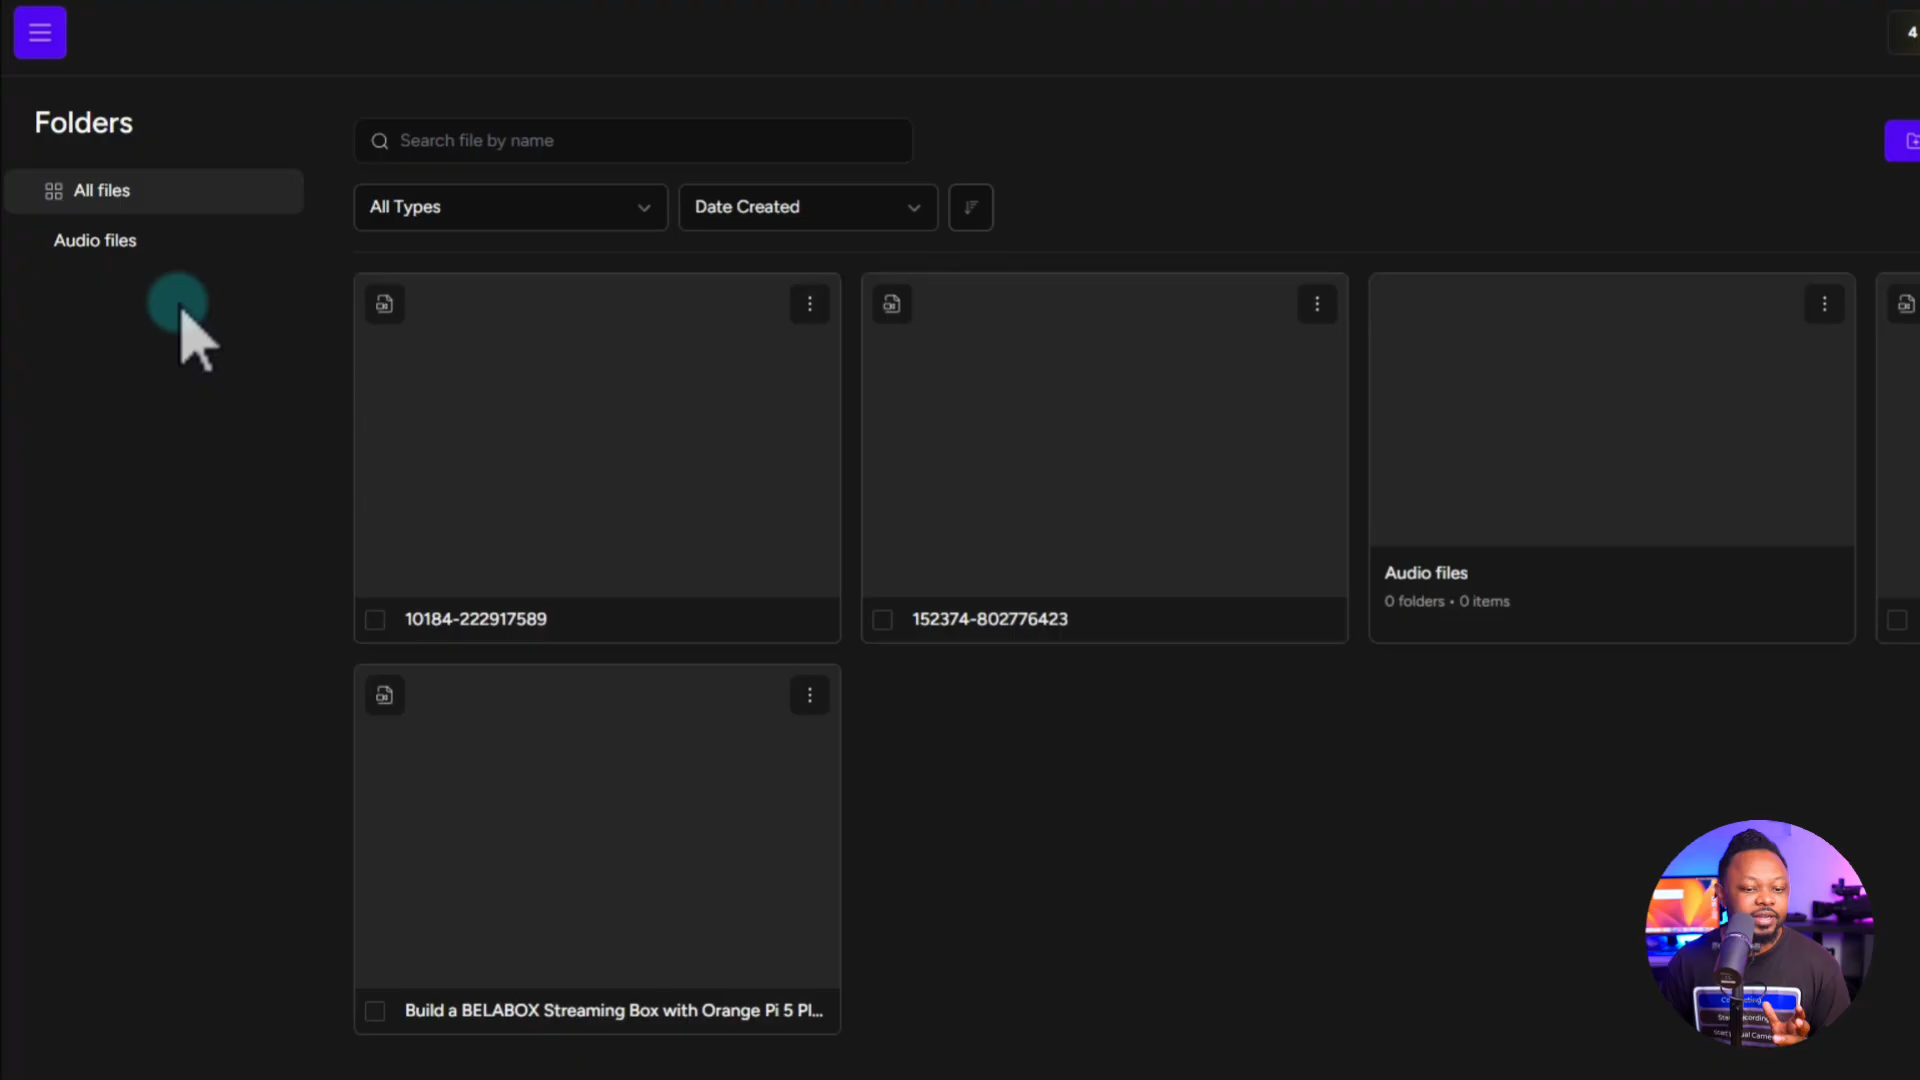 4
Folders
Search file by name
All files
All Types
Date Created
Audio files
10184-222917589
152374-802776423
Audio files
0 folders • 0 items
Build a BELABOX Streaming Box with Orange Pi 5 Pl...